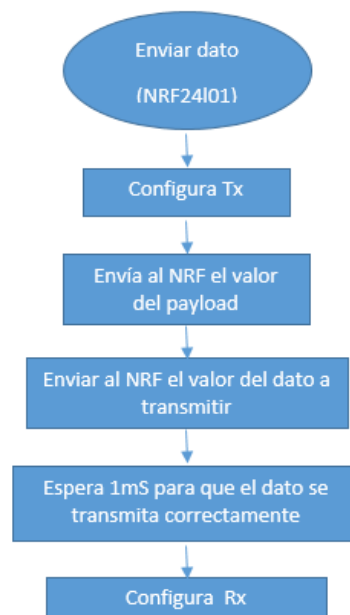 Enviar dato
(NRF24l01)
Configura Tx
Envía al NRF el valor
del payload
Enviar al NRF el valor del dato a
transmitir
Espera 1mS para que el dato se
transmita correctamente
Configura Rx